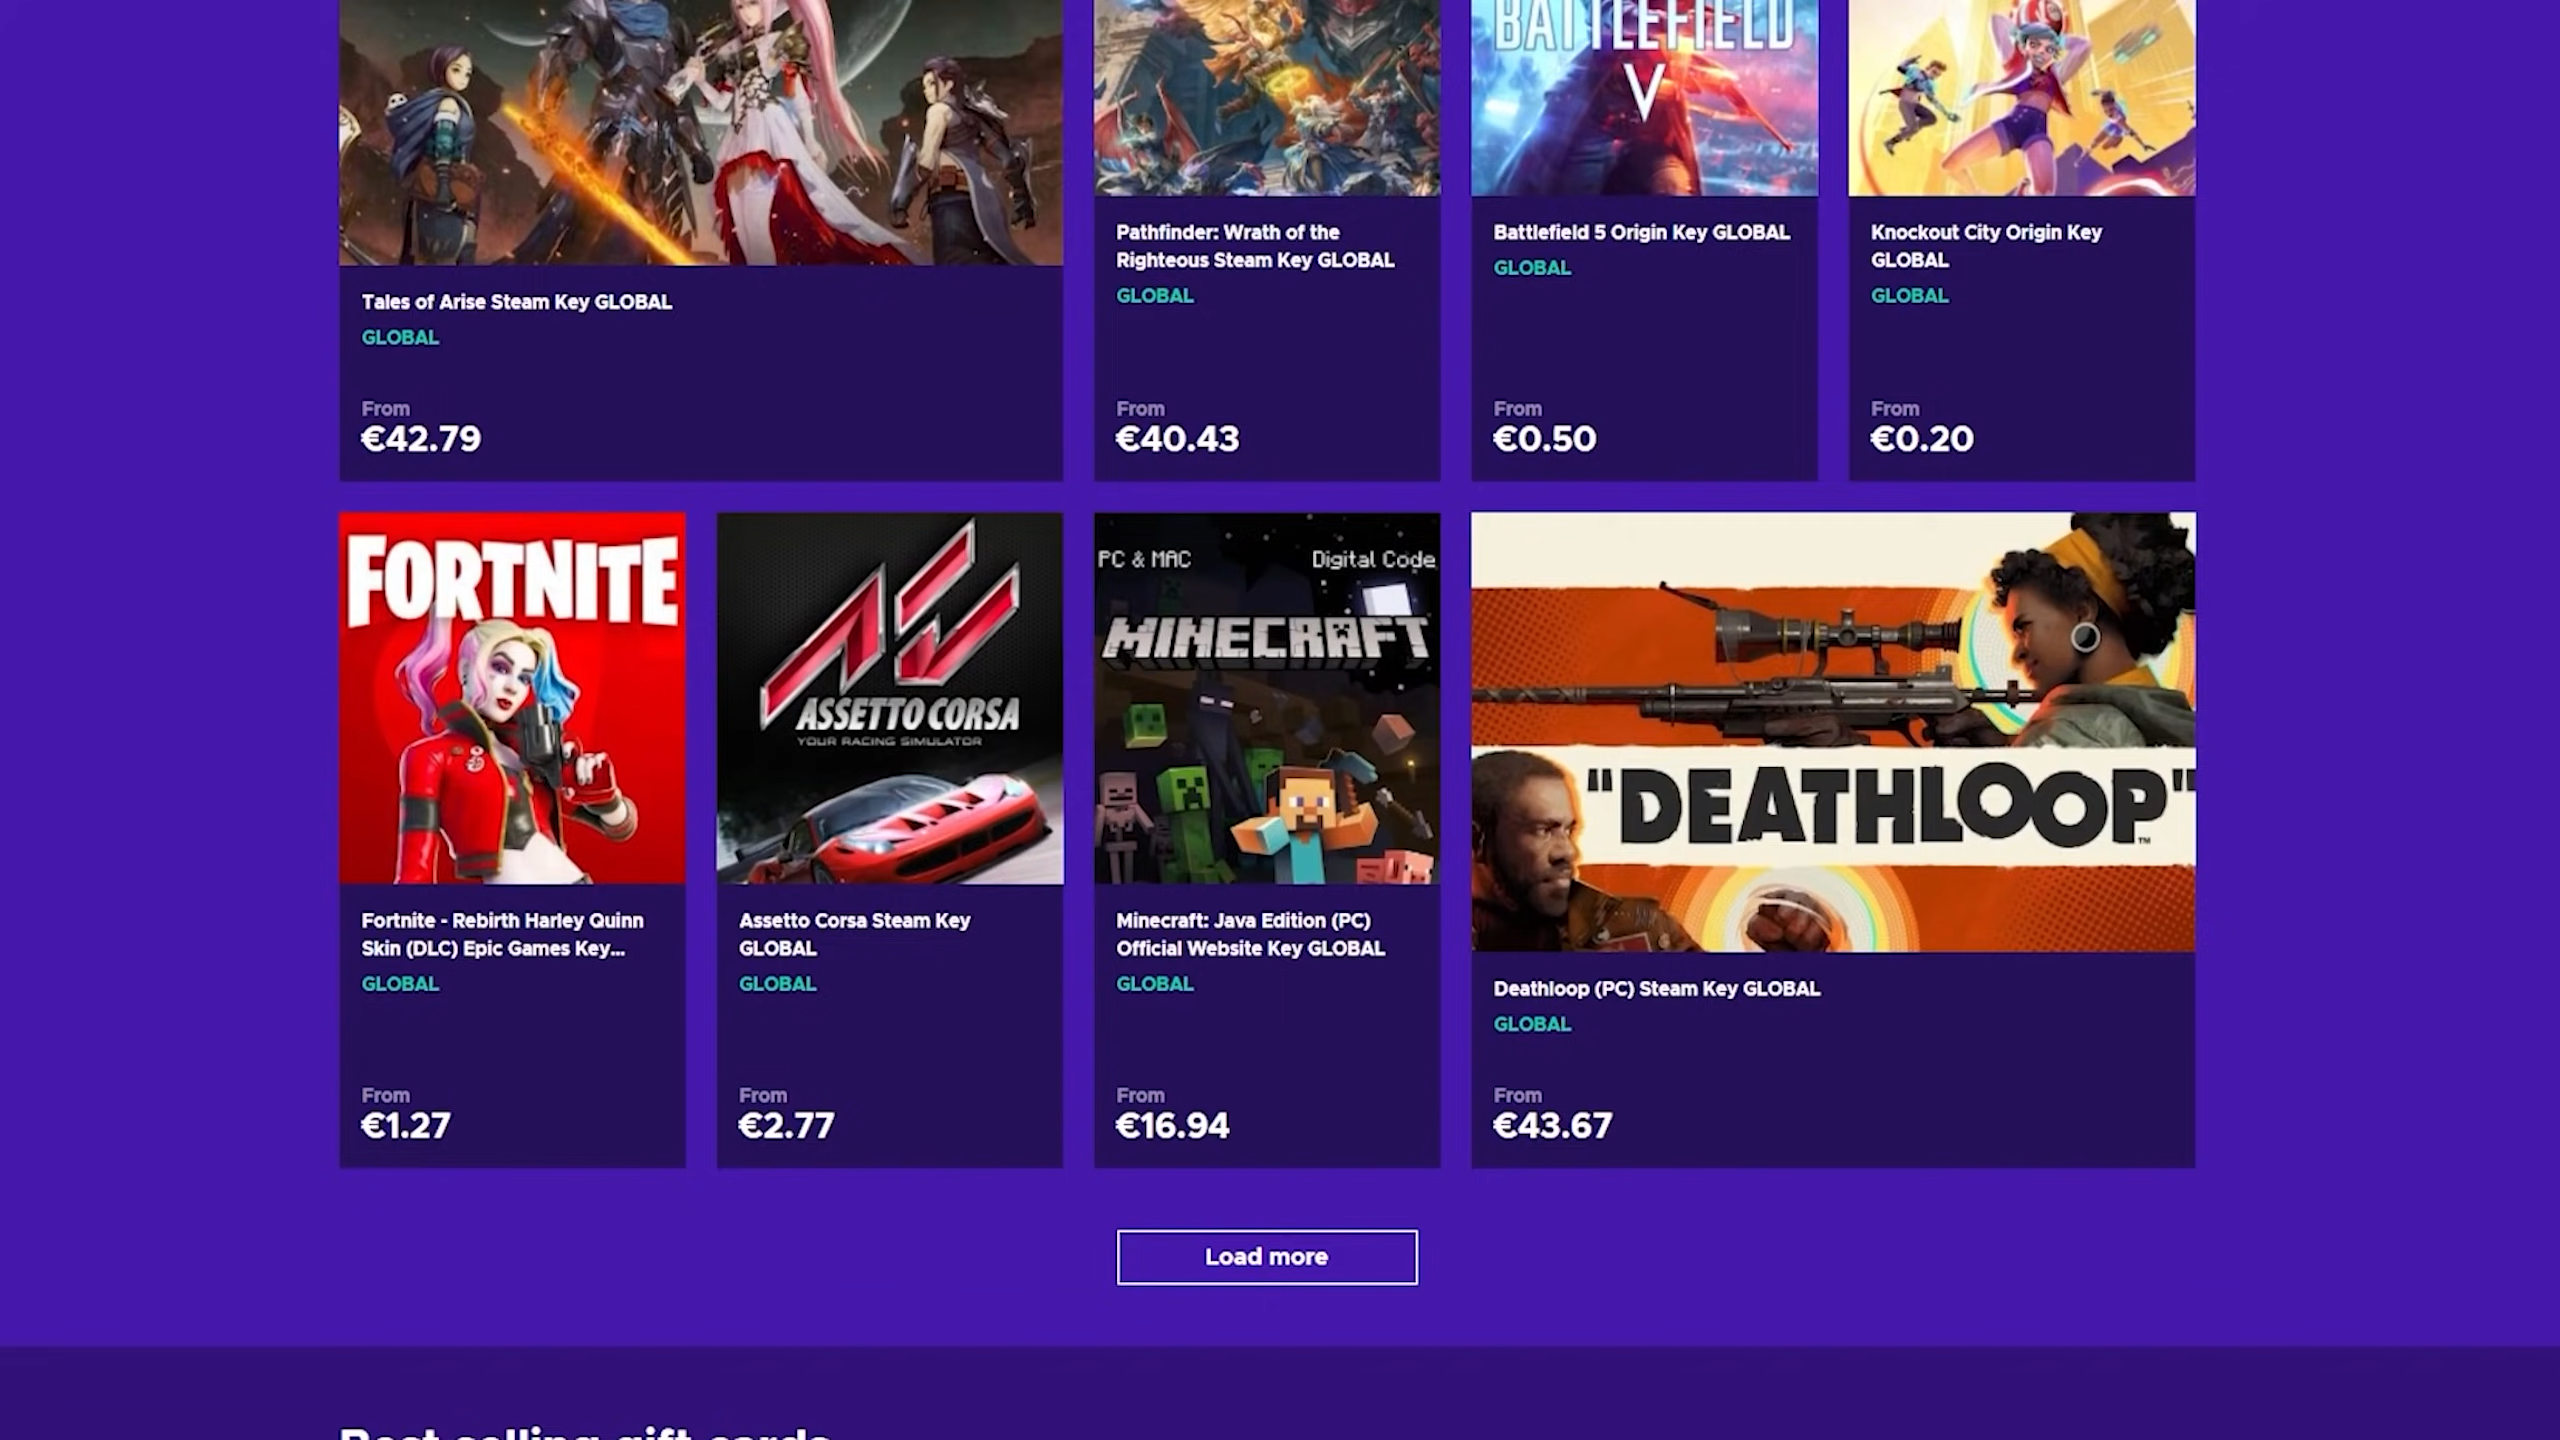 BATTLEFIELD
V
Tales of Arise Steam Key GLOBAL
GLOBAL
From
€42.79
Pathfinder: Wrath of the
Righteous Steam Key GLOBAL
GLOBAL
From
€40.43
Battlefield 5 Origin Key GLOBAL
GLOBAL
From
€0.50
Knockout City Origin Key
GLOBAL
GLOBAL
From
€0.20
FORTNITE
Fortnite - Rebirth Harley Quinn
Skin (DLC) Epic Games Key...
GLOBAL
From
€1.27
ASSETTO CORSA
YOUR RACING SIMULATOR
Assetto Corsa Steam Key
GLOBAL
GLOBAL
From
€2.77
PC & MAC Digital Code
MINECRAFT
Minecraft: Java Edition (PC)
Official Website Key GLOBAL
GLOBAL
From
€16.94
"DEATHLOOP"
TM
Deathloop (PC) Steam Key GLOBAL
GLOBAL
From
€43.67
Load more
Best selling gift cards